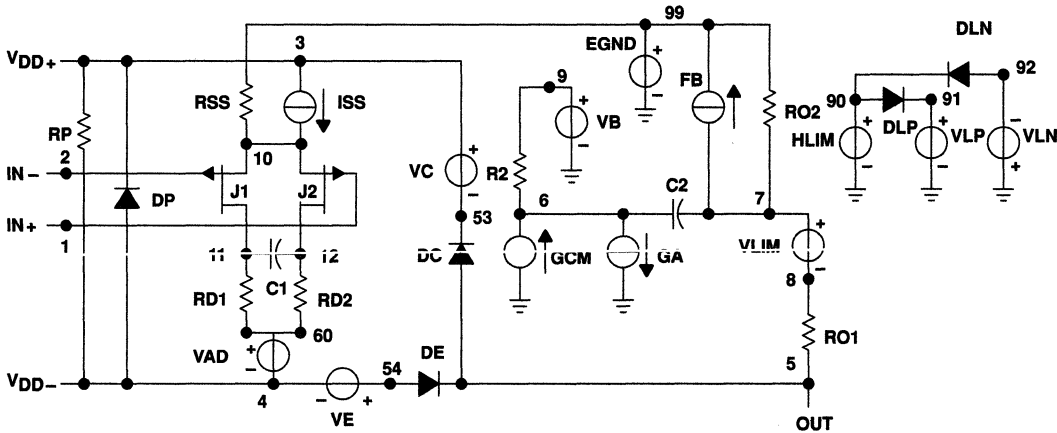 99
DLN
3
EGND
92
VDD+
9
FB
90
91
RSS
ISS
VB
RO2
HLIM
DLP
VLP
VLN
RP
2
10
VC
R2
C2
IN−
J1
J2
6
7
DP
53
IN+
1
11
12
DC
GCM
GA
VLIM
C1
8
RD1
RD2
60
RO1
VAD
DE
54
5
VDD−
4
VE
OUT